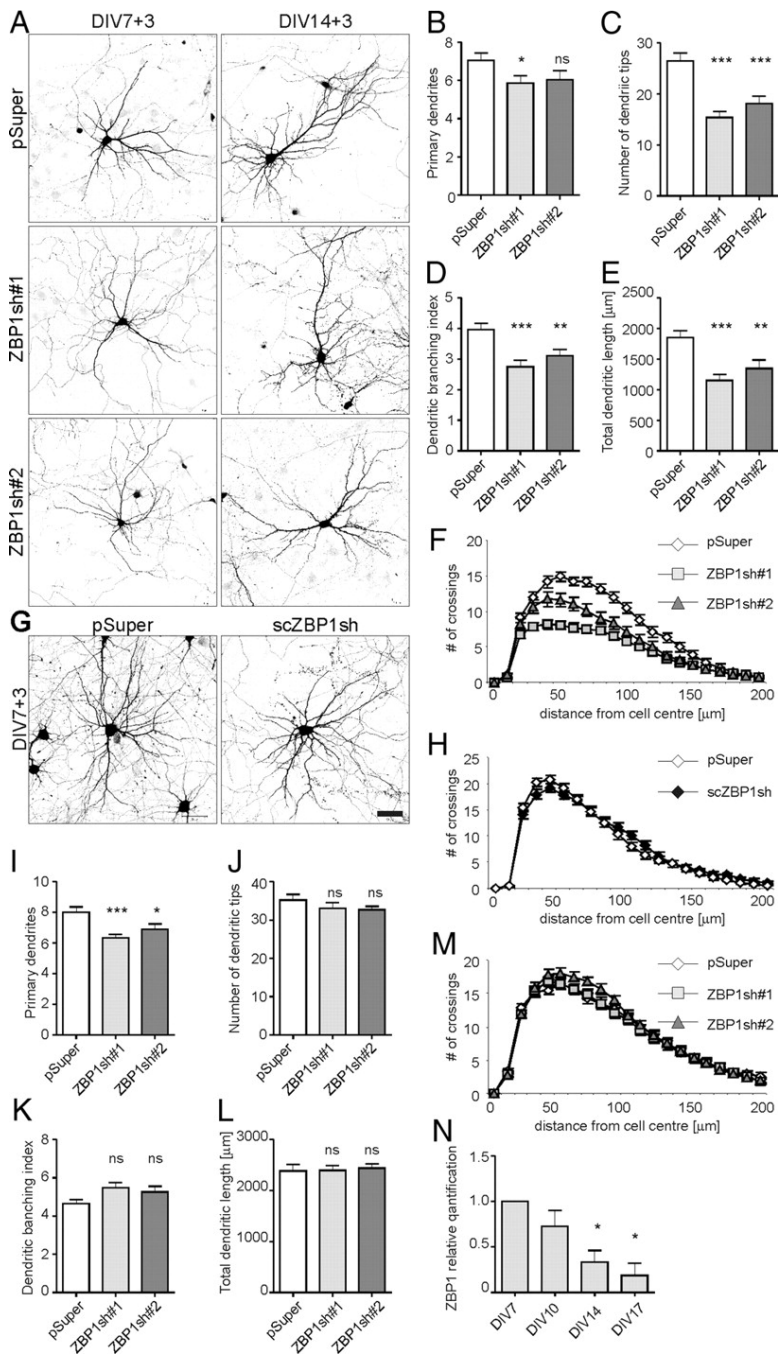 A
DIV7+3
DIV14+3
pSuper
ZBP1sh#1
ZBP1sh#2
B
Primary dendrites
8
6
4
2
0
*
ns
pSuper
ZBP1sh#1
ZBP1sh#2
C
Number of dendriic tips
30
20
10
0
***
***
pSuper
ZBP1sh#1
ZBP1sh#2
D
Dendritic branching index
5
4
3
2
1
0
***
**
pSuper
ZBP1sh#1
ZBP1sh#2
E
Total dendritic length [µm]
2500
2000
1500
1000
500
0
***
**
pSuper
ZBP1sh#1
ZBP1sh#2
F
# of crossings
20
15
10
5
0
0
50
100
150
200
distance from cell centre [µm]
pSuper
ZBP1sh#1
ZBP1sh#2
G
pSuper
scZBP1sh
DIV7+3
H
# of crossings
25
20
15
10
5
0
0
50
100
150
200
distance from cell centre [µm]
pSuper
scZBP1sh
I
Primary dendrites
10
8
6
4
2
0
***
*
pSuper
ZBP1sh#1
ZBP1sh#2
J
Number of dendritic tips
40
30
20
10
0
ns
ns
pSuper
ZBP1sh#1
ZBP1sh#2
K
Dendritic banching index
8
6
4
2
0
ns
ns
pSuper
ZBP1sh#1
ZBP1sh#2
L
Total dendritic length [µm]
3000
2000
1000
0
ns
ns
pSuper
ZBP1sh#1
ZBP1sh#2
M
# of crossings
20
15
10
5
0
0
50
100
150
200
distance from cell centre [µm]
pSuper
ZBP1sh#1
ZBP1sh#2
N
ZBP1 relative qantification
1.5
1.0
0.5
0
*
*
DIV7
DIV10
DIV14
DIV17